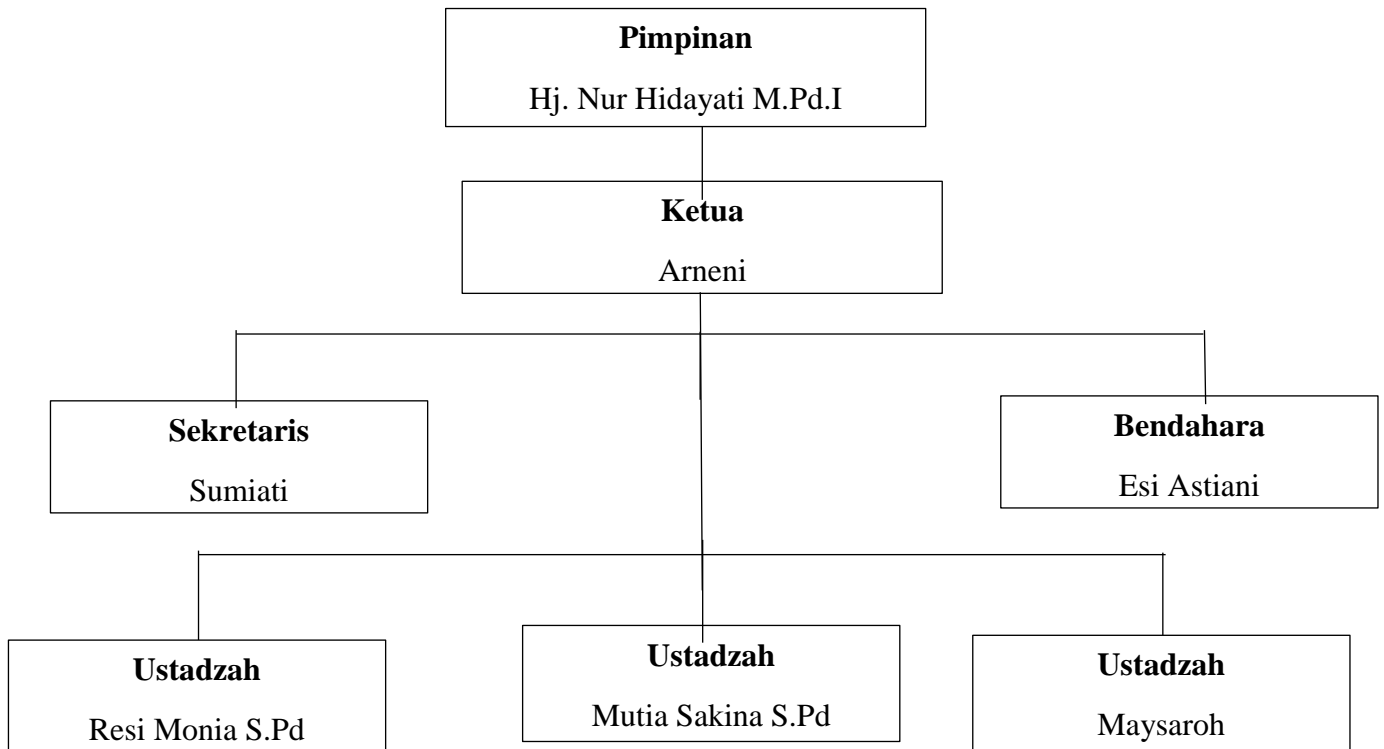 Pimpinan
Hj. Nur Hidayati M.Pd.I
Ketua
Arneni
Sekretaris
Sumiati
Bendahara
Esi Astiani
Ustadzah
Resi Monia S.Pd
Ustadzah
Mutia Sakina S.Pd
Ustadzah
Maysaroh